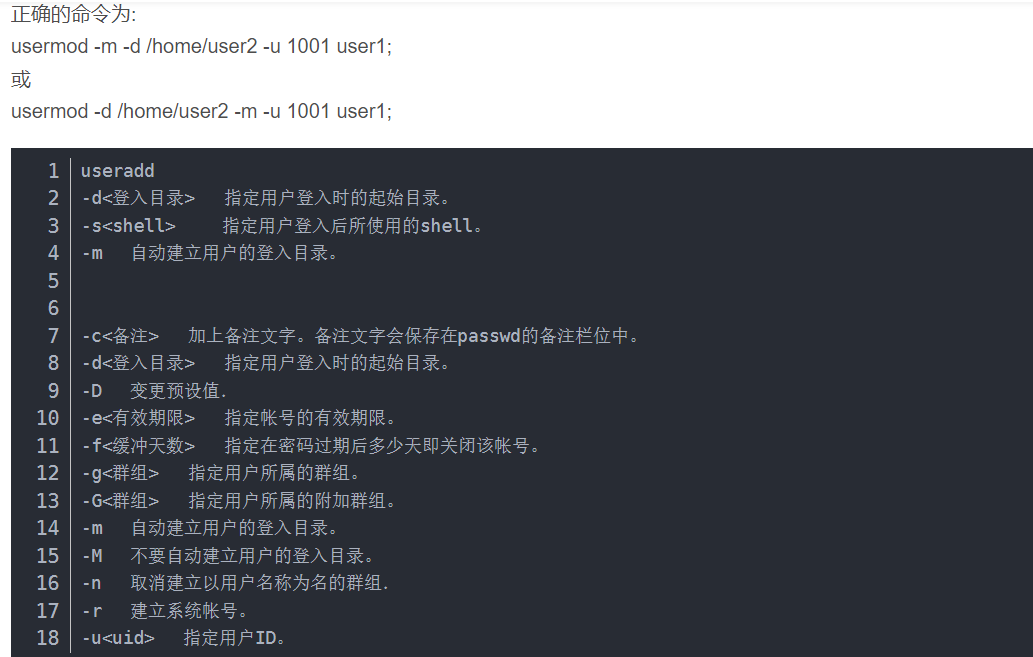 正确的命令为:
usermod -m -d /home/user2 -u 1001 user1;
或
usermod -d /home/user2 -m -u 1001 user1;
1 useradd
2 -d<登入目录> 指定用户登入时的起始目录。
3 -s<shell> 指定用户登入后所使用的shell。
4 -m 自动建立用户的登入目录。
5
6
7 -c<备注> 加上备注文字。备注文字会保存在passwd的备注栏位中。
8 -d<登入目录> 指定用户登入时的起始目录。
9 -D 变更预设值.
10 -e<有效期限> 指定帐号的有效期限。
11 -f<缓冲天数> 指定在密码过期后多少天即关闭该帐号。
12 -g<群组> 指定用户所属的群组。
13 -G<群组> 指定用户所属的附加群组。
14 -m 自动建立用户的登入目录。
15 -M 不要自动建立用户的登入目录。
16 -n 取消建立以用户名称为名的群组.
17 -r 建立系统帐号。
18 -u<uid> 指定用户ID。